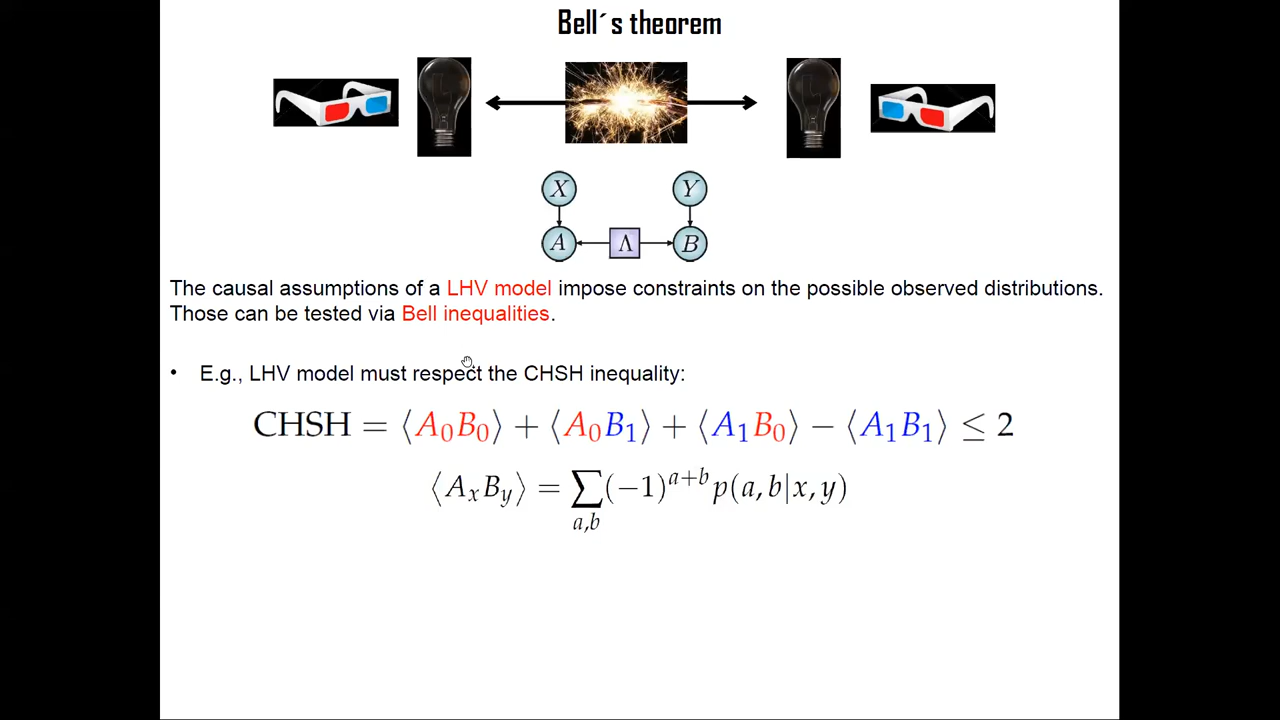 Bell´s theorem
X Y
A Λ B
The causal assumptions of a LHV model impose constraints on the possible observed distributions.
Those can be tested via Bell inequalities.
• E.g., LHV model must respect the CHSH inequality:
CHSH = ⟨A₀B₀⟩ + ⟨A₀B₁⟩ + ⟨A₁B₀⟩ − ⟨A₁B₁⟩ ≤ 2
⟨AₓBᵧ⟩ = ∑_{a,b} (−1)^{a+b} p(a, b|x, y)